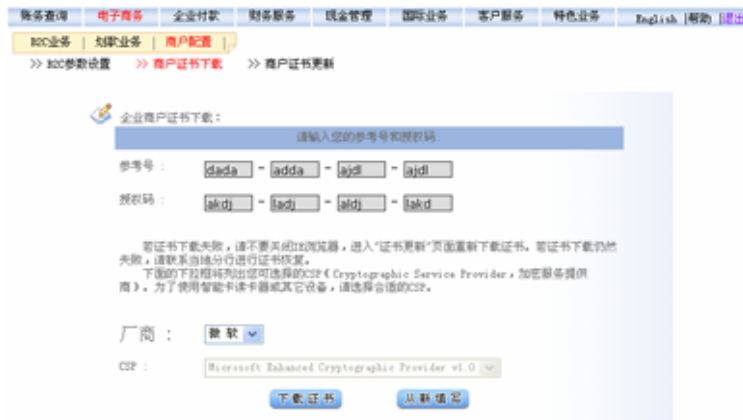 账务查询 电子商务 企业付款 财务服务 现金管理 国际业务 客户服务 特色业务 English |帮助 |退出
B2C业务 | 划款业务 | 商户配置 |
>> B2C参数设置 >> 商户证书下载 >> 商户证书更新
企业商户证书下载：
请输入您的参考号和授权码:
参考号 : dada - adda - ajdl - ajdl
授权码 : akdj - ladj - aldj - lakd
若证书下载失败，请不要关闭IE浏览器，进入“证书更新”页面重新下载证书。若证书下载仍然
失败，请联系当地分行进行证书恢复。
下面的下拉框将列出您可选择的CSP(Cryptographic Service Provider，加密服务提供
商)。为了使用智能卡读卡器或其它设备，请选择合适的CSP。
厂商 : 微软
CSP : Microsoft Enhanced Cryptographic Provider v1.0
下载证书 从新填写